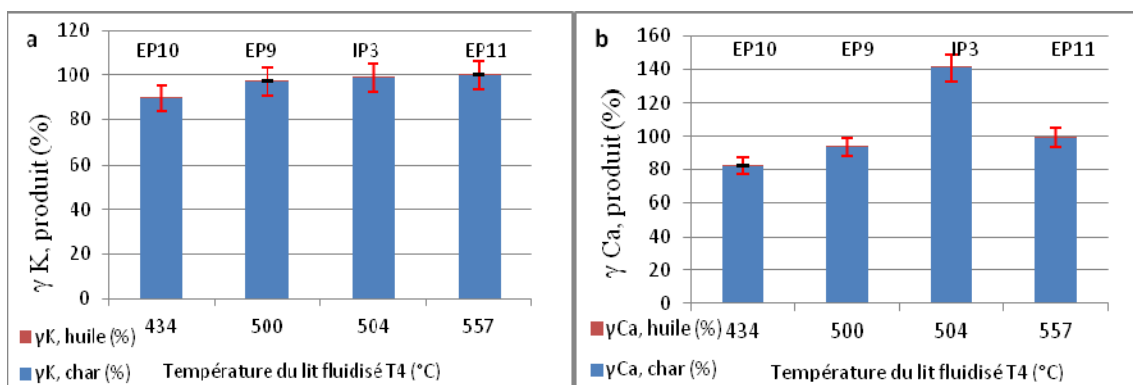 a
EP10 EP9 IP3 EP11
γ K, produit (%)
120
100
80
60
40
20
0
434 500 504 557
γK, huile (%)
γK, char (%)
Température du lit fluidisé T4 (°C)
b
EP10 EP9 IP3 EP11
γ Ca, produit (%)
160
140
120
100
80
60
40
20
0
434 500 504 557
γCa, huile (%)
γCa, char (%)
Température du lit fluidisé T4 (°C)